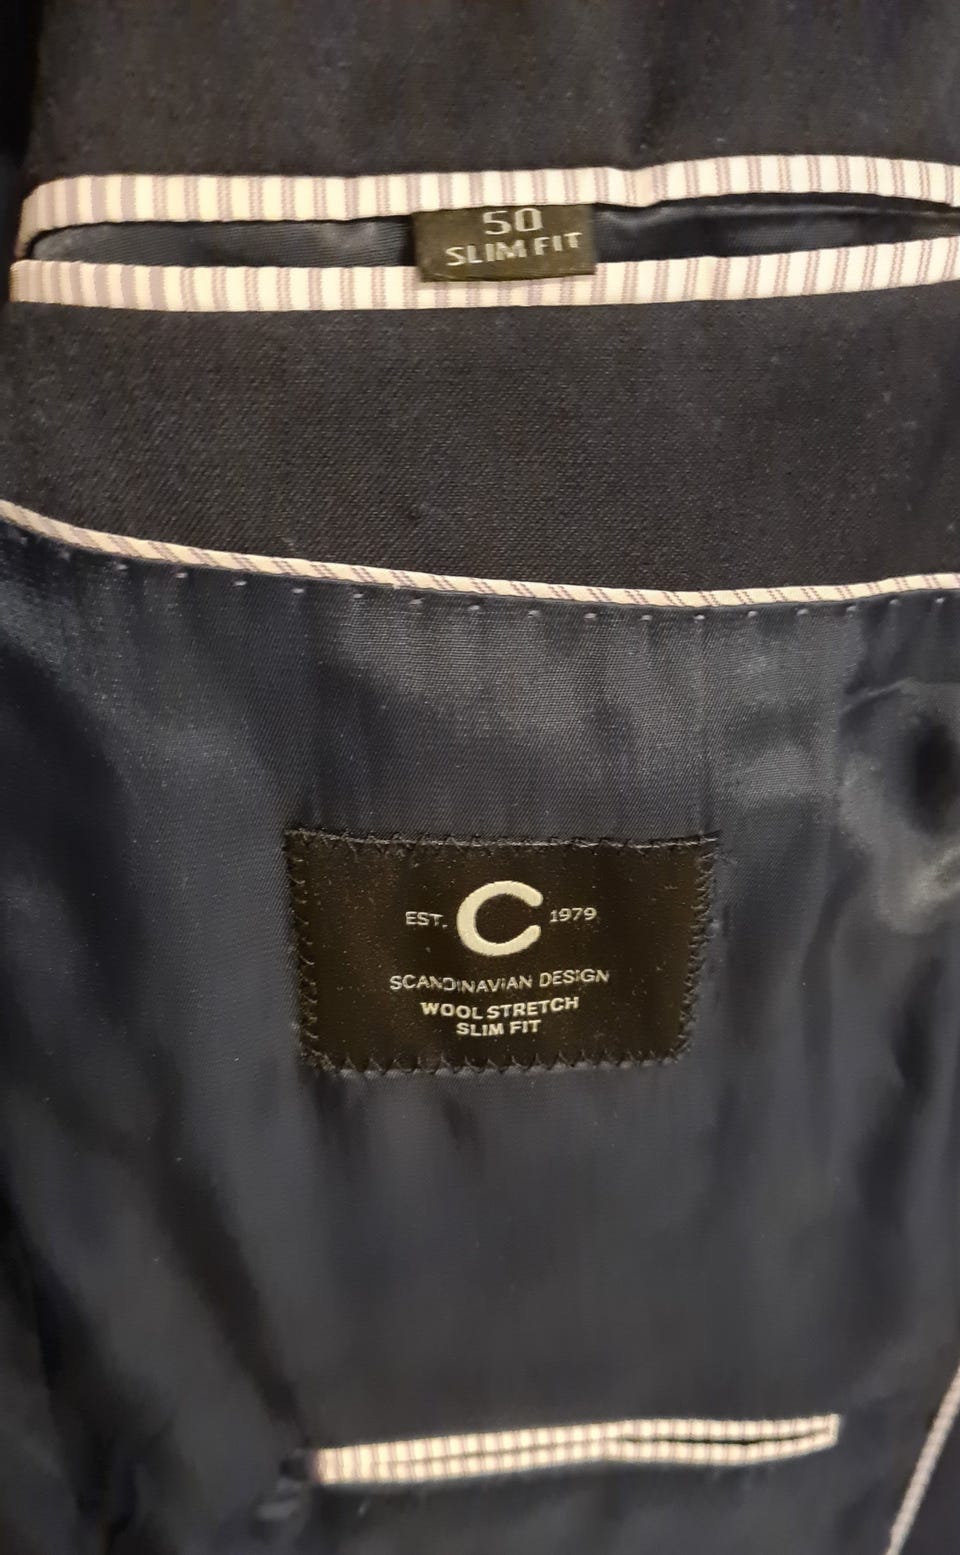 50
SLIM FIT
EST. C 1979
SCANDINAVIAN DESIGN
WOOL STRETCH
SLIM FIT